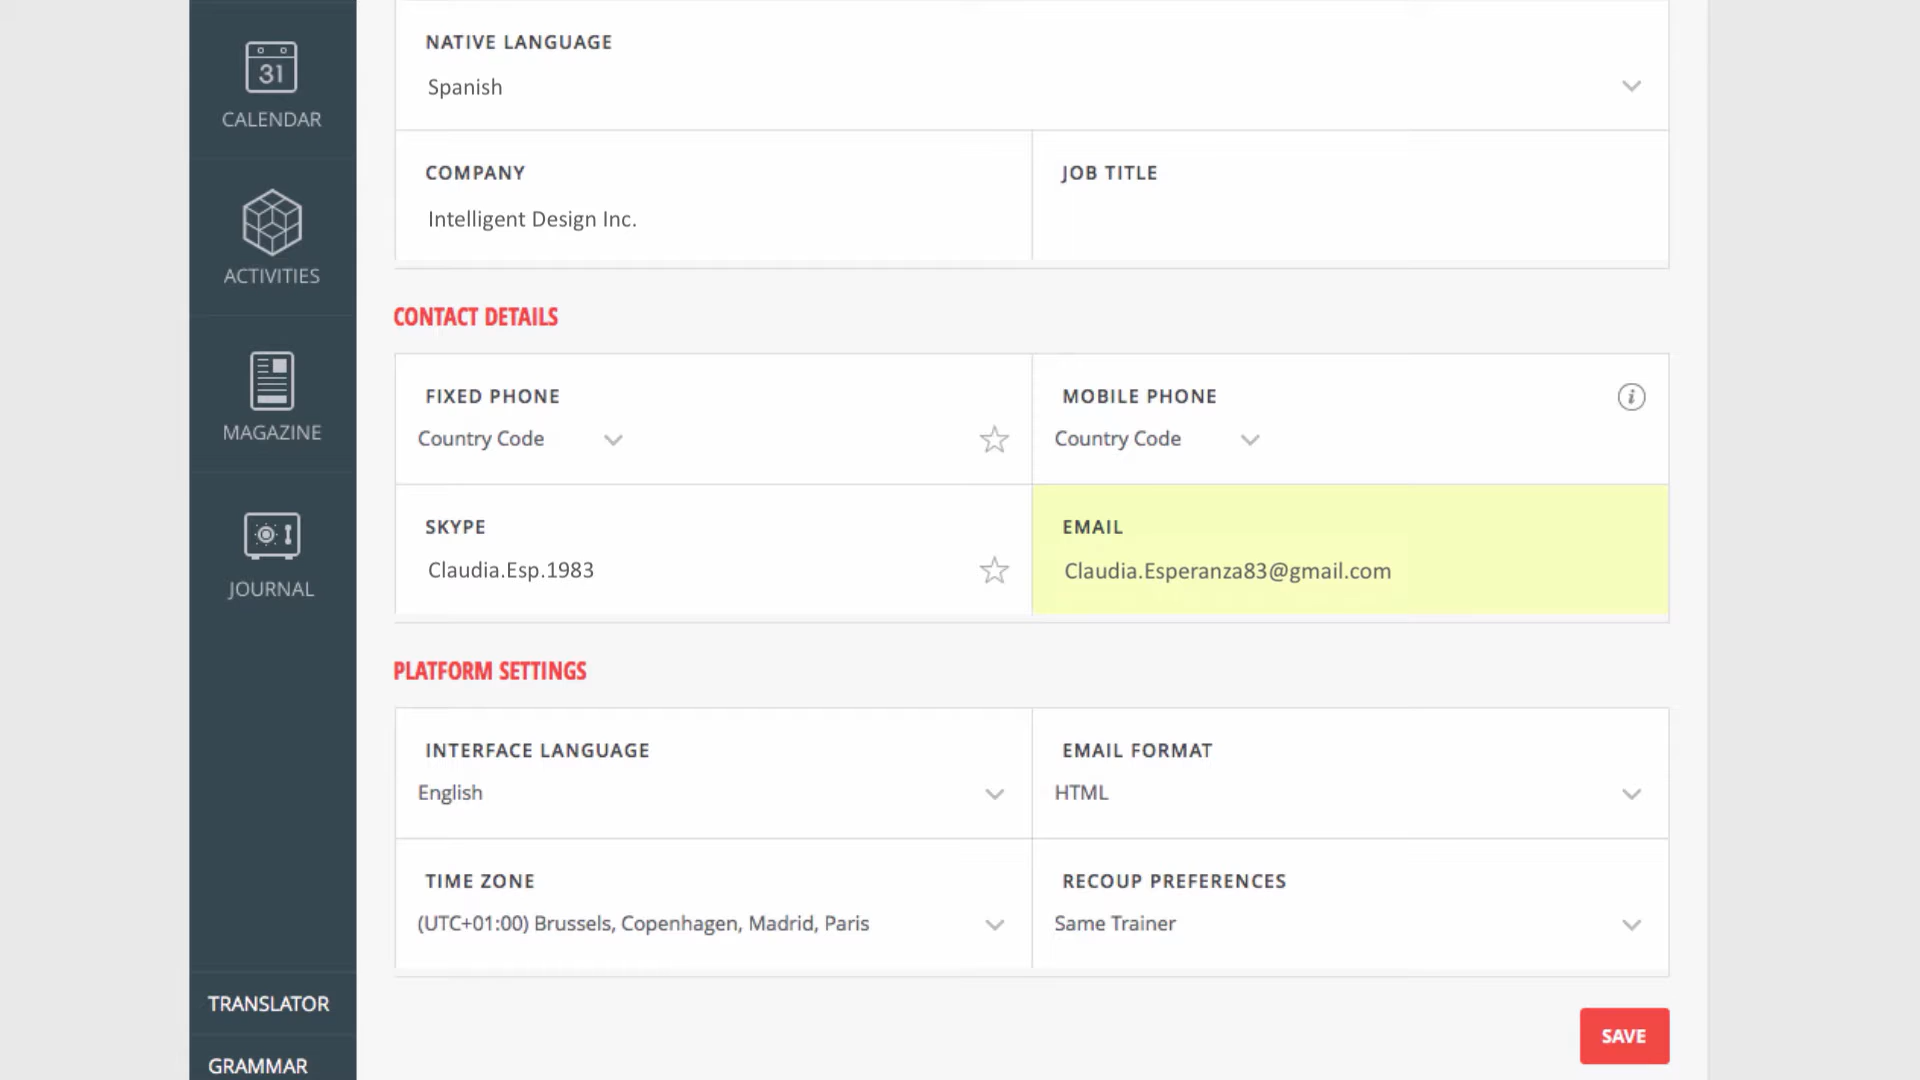 31
CALENDAR
ACTIVITIES
MAGAZINE
JOURNAL
TRANSLATOR
GRAMMAR
NATIVE LANGUAGE
Spanish
COMPANY
Intelligent Design Inc.
JOB TITLE
CONTACT DETAILS
FIXED PHONE
Country Code
MOBILE PHONE
i
Country Code
SKYPE
Claudia.Esp.1983
EMAIL
Claudia.Esperanza83@gmail.com
PLATFORM SETTINGS
INTERFACE LANGUAGE
English
EMAIL FORMAT
HTML
TIME ZONE
(UTC+01:00) Brussels, Copenhagen, Madrid, Paris
RECOUP PREFERENCES
Same Trainer
SAVE